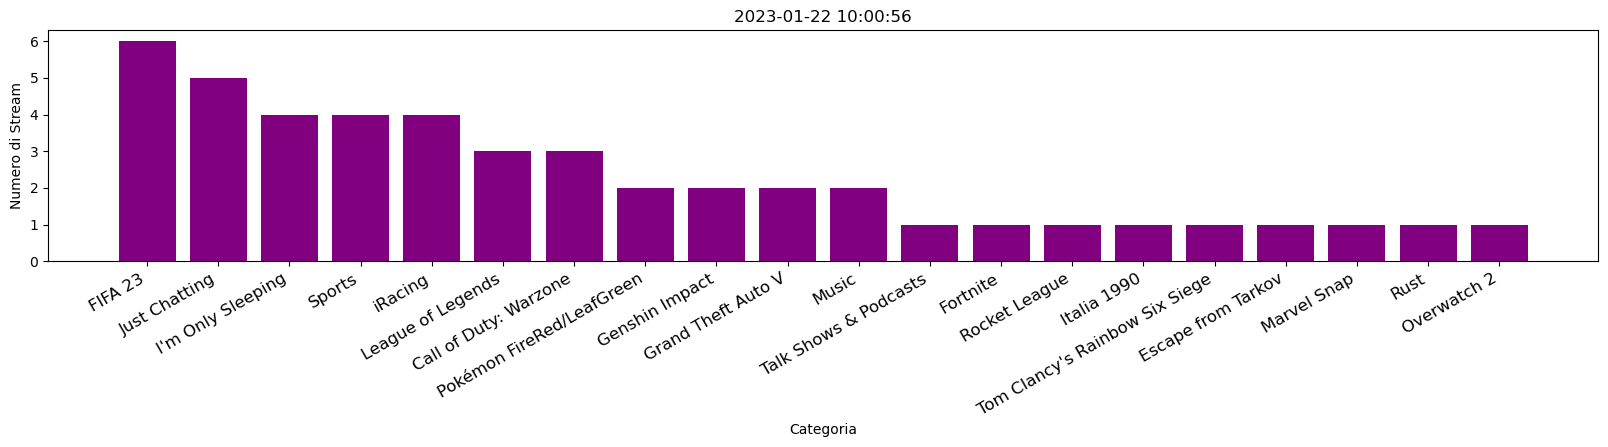 2023-01-22 10:00:56
Numero di Stream
6
5
4
3
2
1
0
FIFA 23
Just Chatting
I'm Only Sleeping
Sports
iRacing
League of Legends
Call of Duty: Warzone
Pokémon FireRed/LeafGreen
Genshin Impact
Grand Theft Auto V
Music
Talk Shows & Podcasts
Fortnite
Rocket League
Italia 1990
Tom Clancy's Rainbow Six Siege
Escape from Tarkov
Marvel Snap
Rust
Overwatch 2
Categoria